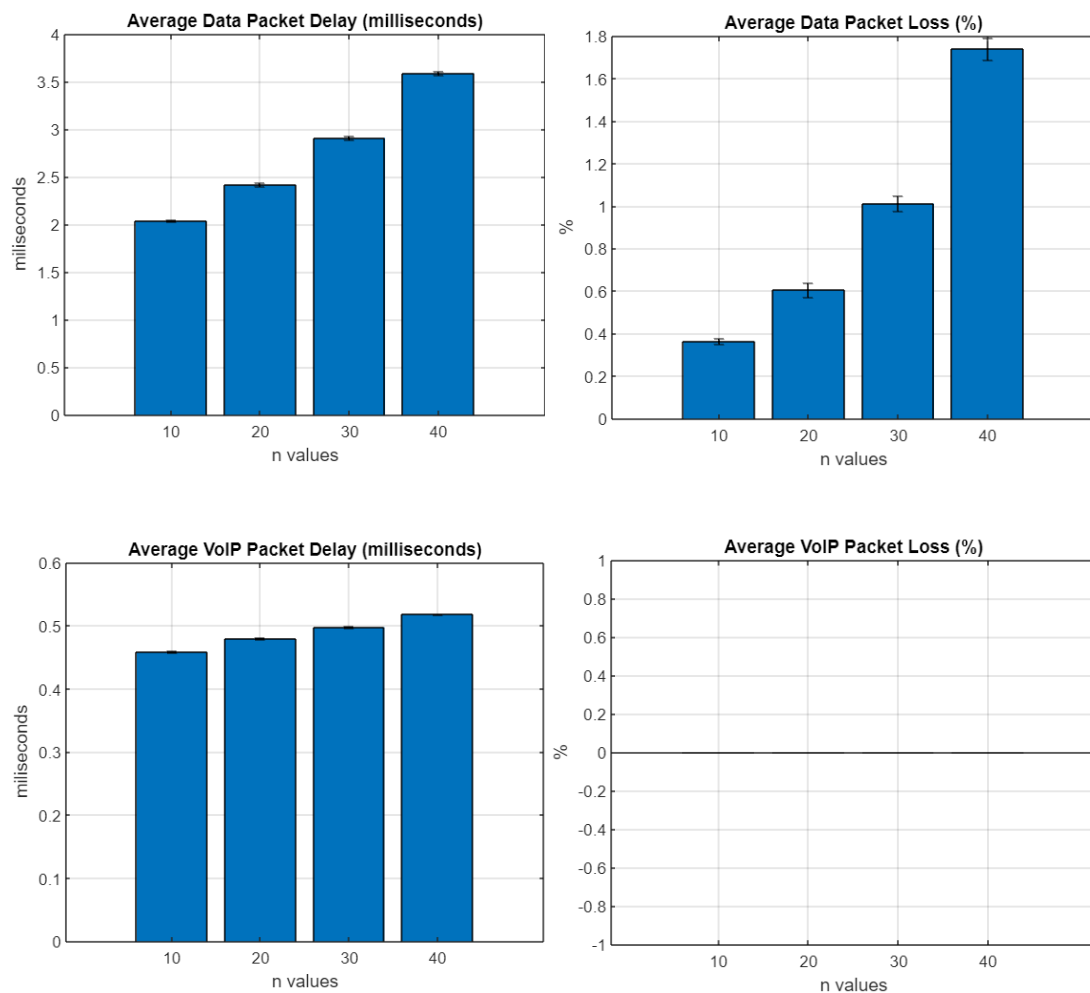 Average Data Packet Delay (milliseconds)
4
3.5
3
2.5
2
1.5
1
0.5
0
miliseconds
10 20 30 40
n values
Average Data Packet Loss (%)
1.8
1.6
1.4
1.2
1
0.8
0.6
0.4
0.2
0
%
10 20 30 40
n values
Average VoIP Packet Delay (milliseconds)
0.6
0.5
0.4
0.3
0.2
0.1
0
miliseconds
10 20 30 40
n values
Average VoIP Packet Loss (%)
1
0.8
0.6
0.4
0.2
0
-0.2
-0.4
-0.6
-0.8
-1
%
10 20 30 40
n values